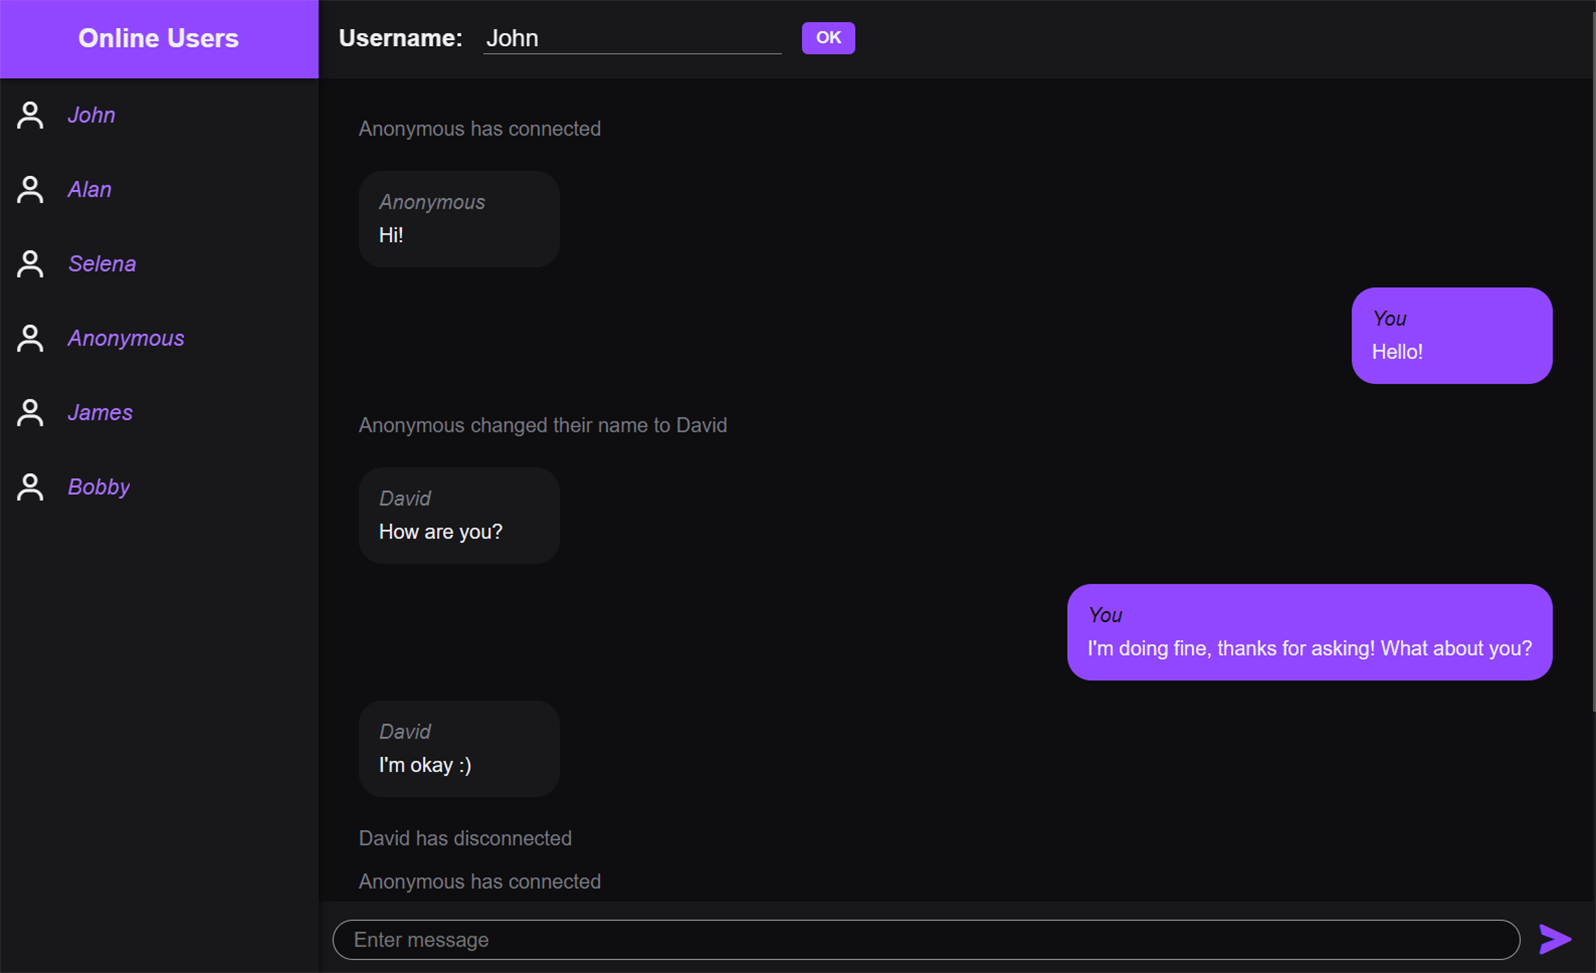 Online Users
John
Alan
Selena
Anonymous
James
Bobby
Username: John OK
Anonymous has connected
Anonymous
Hi!
You
Hello!
Anonymous changed their name to David
David
How are you?
You
I'm doing fine, thanks for asking! What about you?
David
I'm okay :)
David has disconnected
Anonymous has connected
Enter message